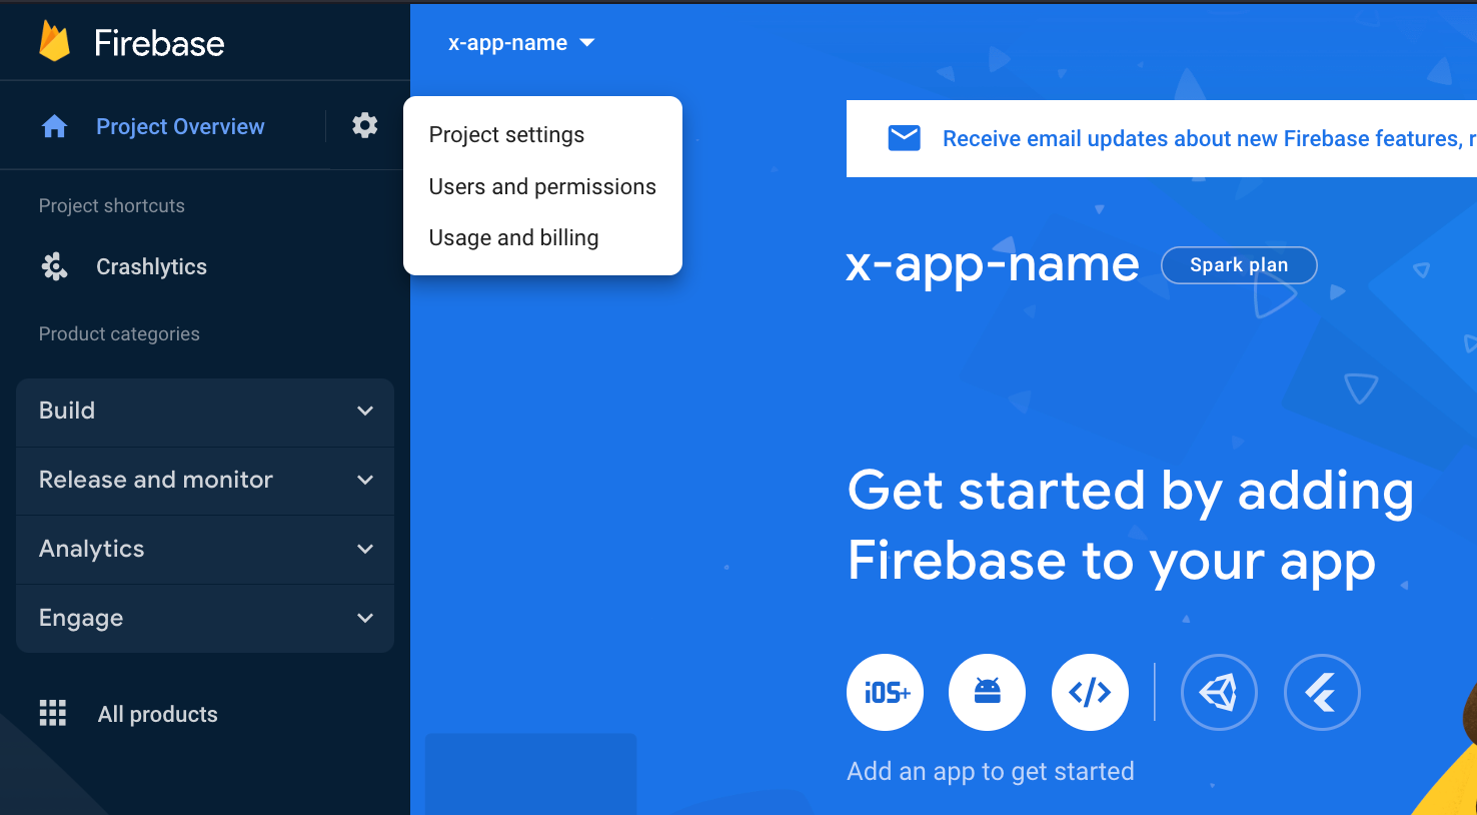 Firebase
x-app-name
Project Overview
Project settings
Users and permissions
Usage and billing
Project shortcuts
Crashlytics
Product categories
Build
Release and monitor
Analytics
Engage
All products
Receive email updates about new Firebase features,
x-app-name
Spark plan
Get started by adding
Firebase to your app
iOS+
</>
Add an app to get started